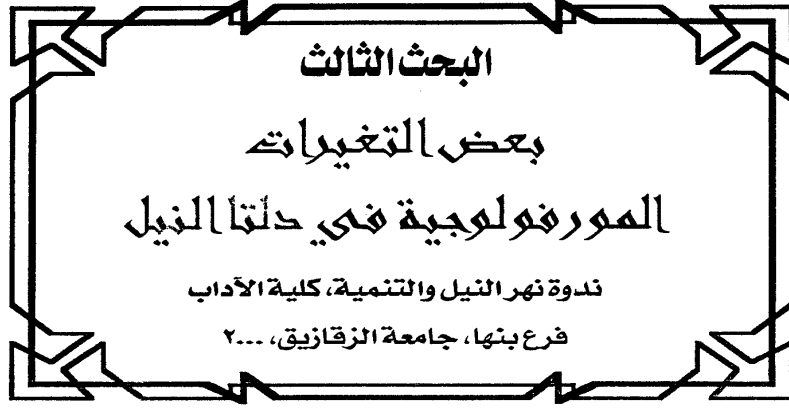 البحث الثالث
بعض التغيرات
المورفولوجية في دلتا النيل
ندوة نهر النيل والتنمية، كلية الآداب
فرع بنها، جامعة الزقازيق، ٢٠٠٠